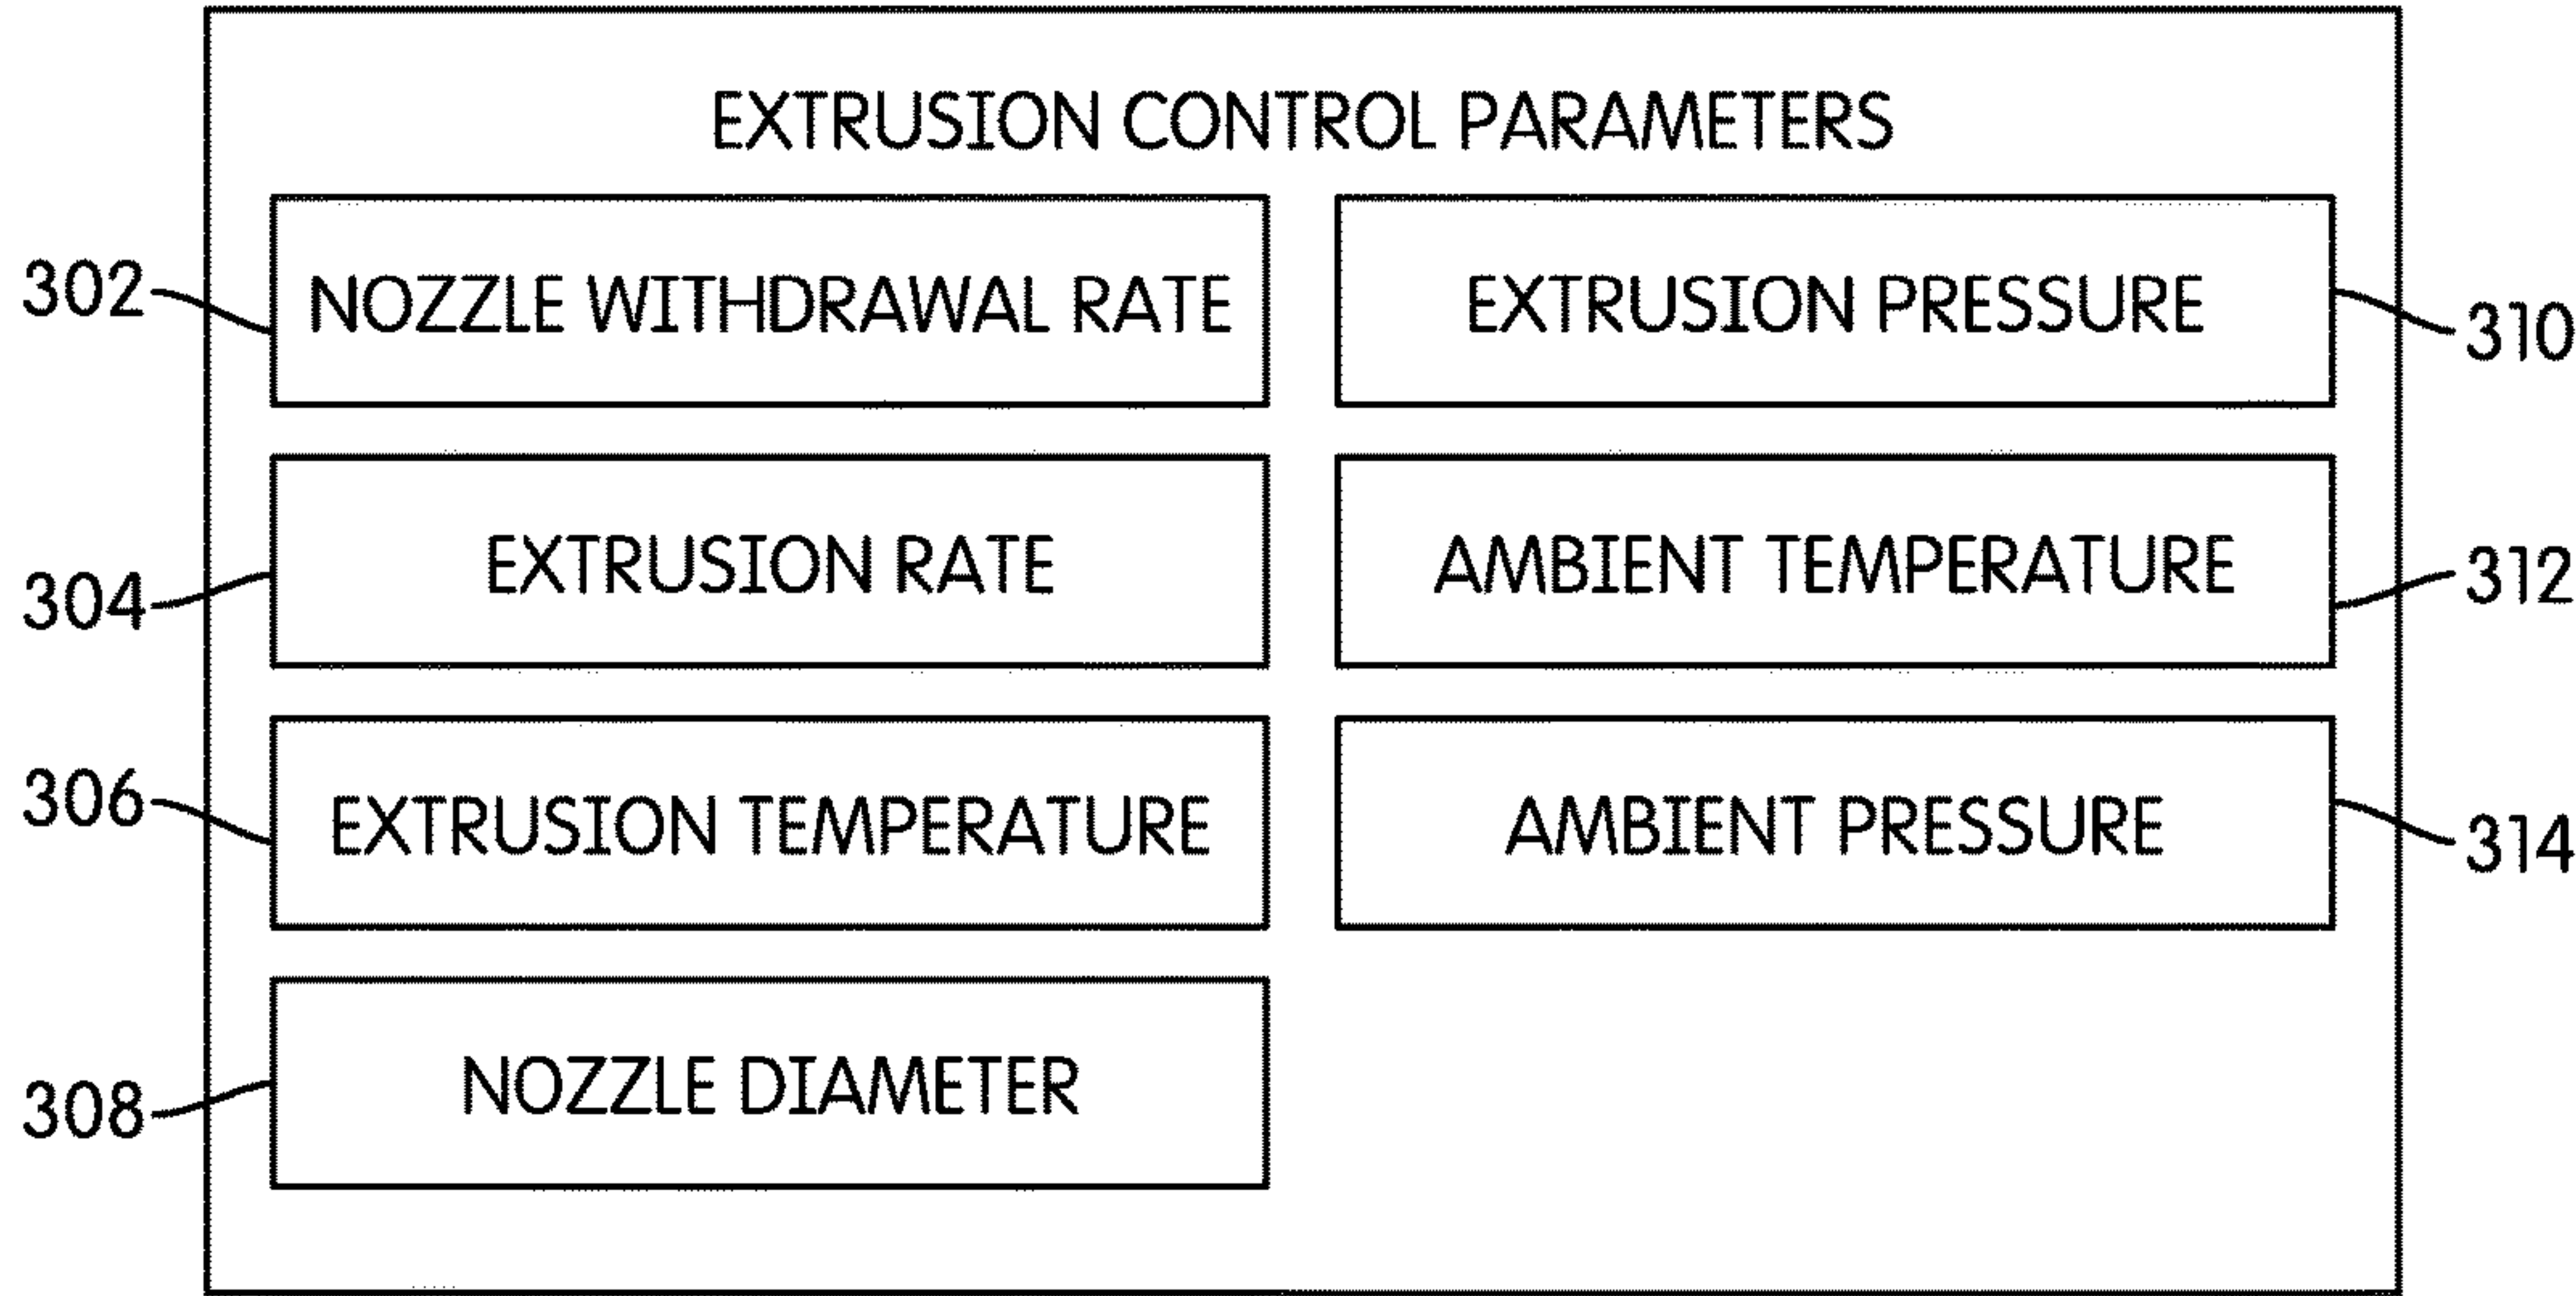 EXTRUSION CONTROL PARAMETERS
302
NOZZLE WITHDRAWAL RATE
EXTRUSION PRESSURE
310
304
EXTRUSION RATE
AMBIENT TEMPERATURE
312
306
EXTRUSION TEMPERATURE
AMBIENT PRESSURE
314
308
NOZZLE DIAMETER